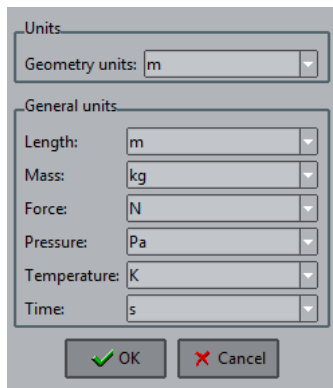 Units
Geometry units: m
General units
Length: m
Mass: kg
Force: N
Pressure: Pa
Temperature: K
Time: s
OK Cancel